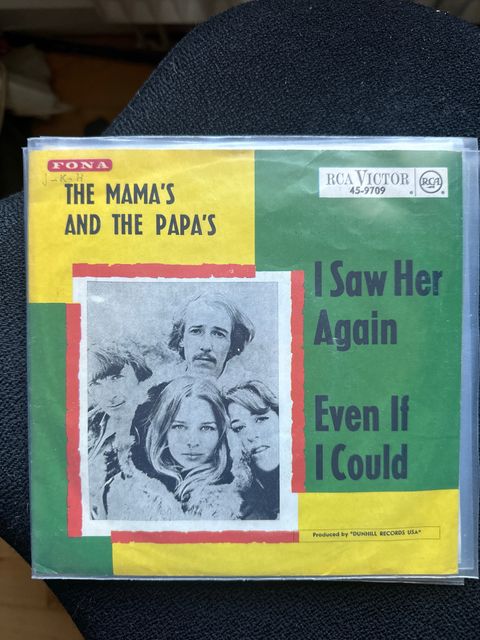 FONA
J-K-H
THE MAMA'S
AND THE PAPA'S
RCA VICTOR
45-9709
RCA
I Saw Her
Again
Even If
I Could
Produced by "DUNHILL RECORDS USA"